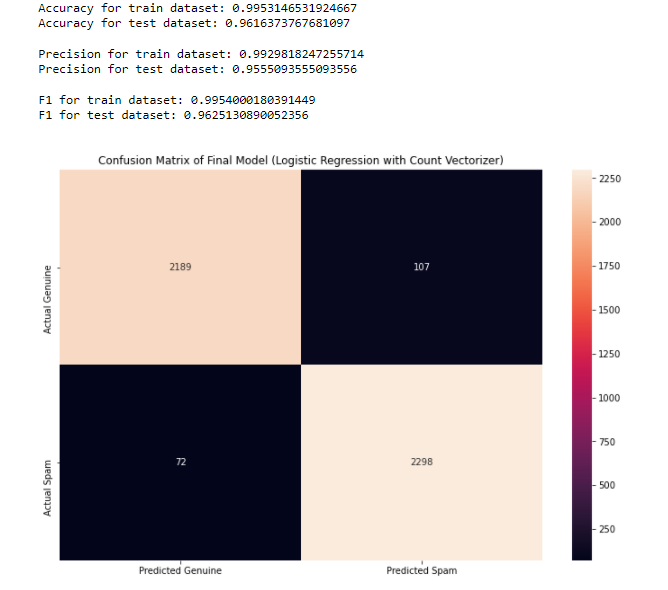 Accuracy for train dataset: 0.9953146531924667
Accuracy for test dataset: 0.9616373767681097
Precision for train dataset: 0.9929818247255714
Precision for test dataset: 0.9555093555093556
F1 for train dataset: 0.9954000180391449
F1 for test dataset: 0.9625130890052356
Confusion Matrix of Final Model (Logistic Regression with Count Vectorizer)
Actual Genuine
2189
107
Actual Spam
72
2298
Predicted Genuine
Predicted Spam
2250
2000
1750
1500
1250
1000
750
500
250